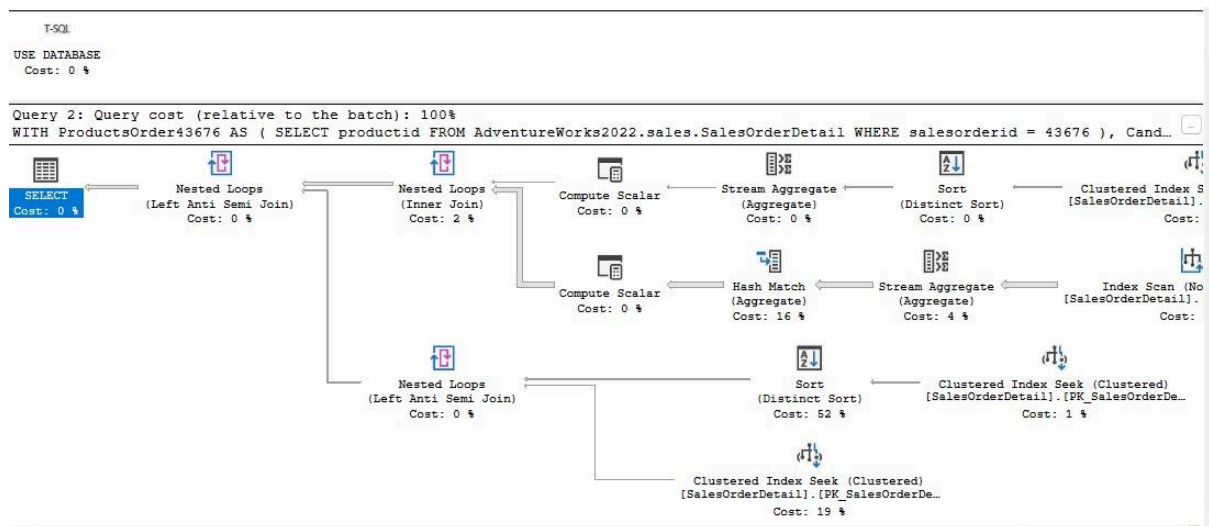 T-SQL
USE DATABASE
Cost: 0 %
Query 2: Query cost (relative to the batch): 100%
WITH ProductsOrder43676 AS ( SELECT productid FROM AdventureWorks2022.sales.SalesOrderDetail WHERE salesorderid = 43676 ), Cand…
SELECT
Cost: 0 %
Nested Loops
(Left Anti Semi Join)
Cost: 0 %
Nested Loops
(Inner Join)
Cost: 2 %
Compute Scalar
Cost: 0 %
Stream Aggregate
(Aggregate)
Cost: 0 %
Sort
(Distinct Sort)
Cost: 0 %
Clustered Index S
[SalesOrderDetail].
Cost:
Compute Scalar
Cost: 0 %
Hash Match
(Aggregate)
Cost: 16 %
Stream Aggregate
(Aggregate)
Cost: 4 %
Index Scan (No
[SalesOrderDetail].
Cost:
Nested Loops
(Left Anti Semi Join)
Cost: 0 %
Sort
(Distinct Sort)
Cost: 52 %
Clustered Index Seek (Clustered)
[SalesOrderDetail].[PK_SalesOrderDe…
Cost: 1 %
Clustered Index Seek (Clustered)
[SalesOrderDetail].[PK_SalesOrderDe…
Cost: 19 %